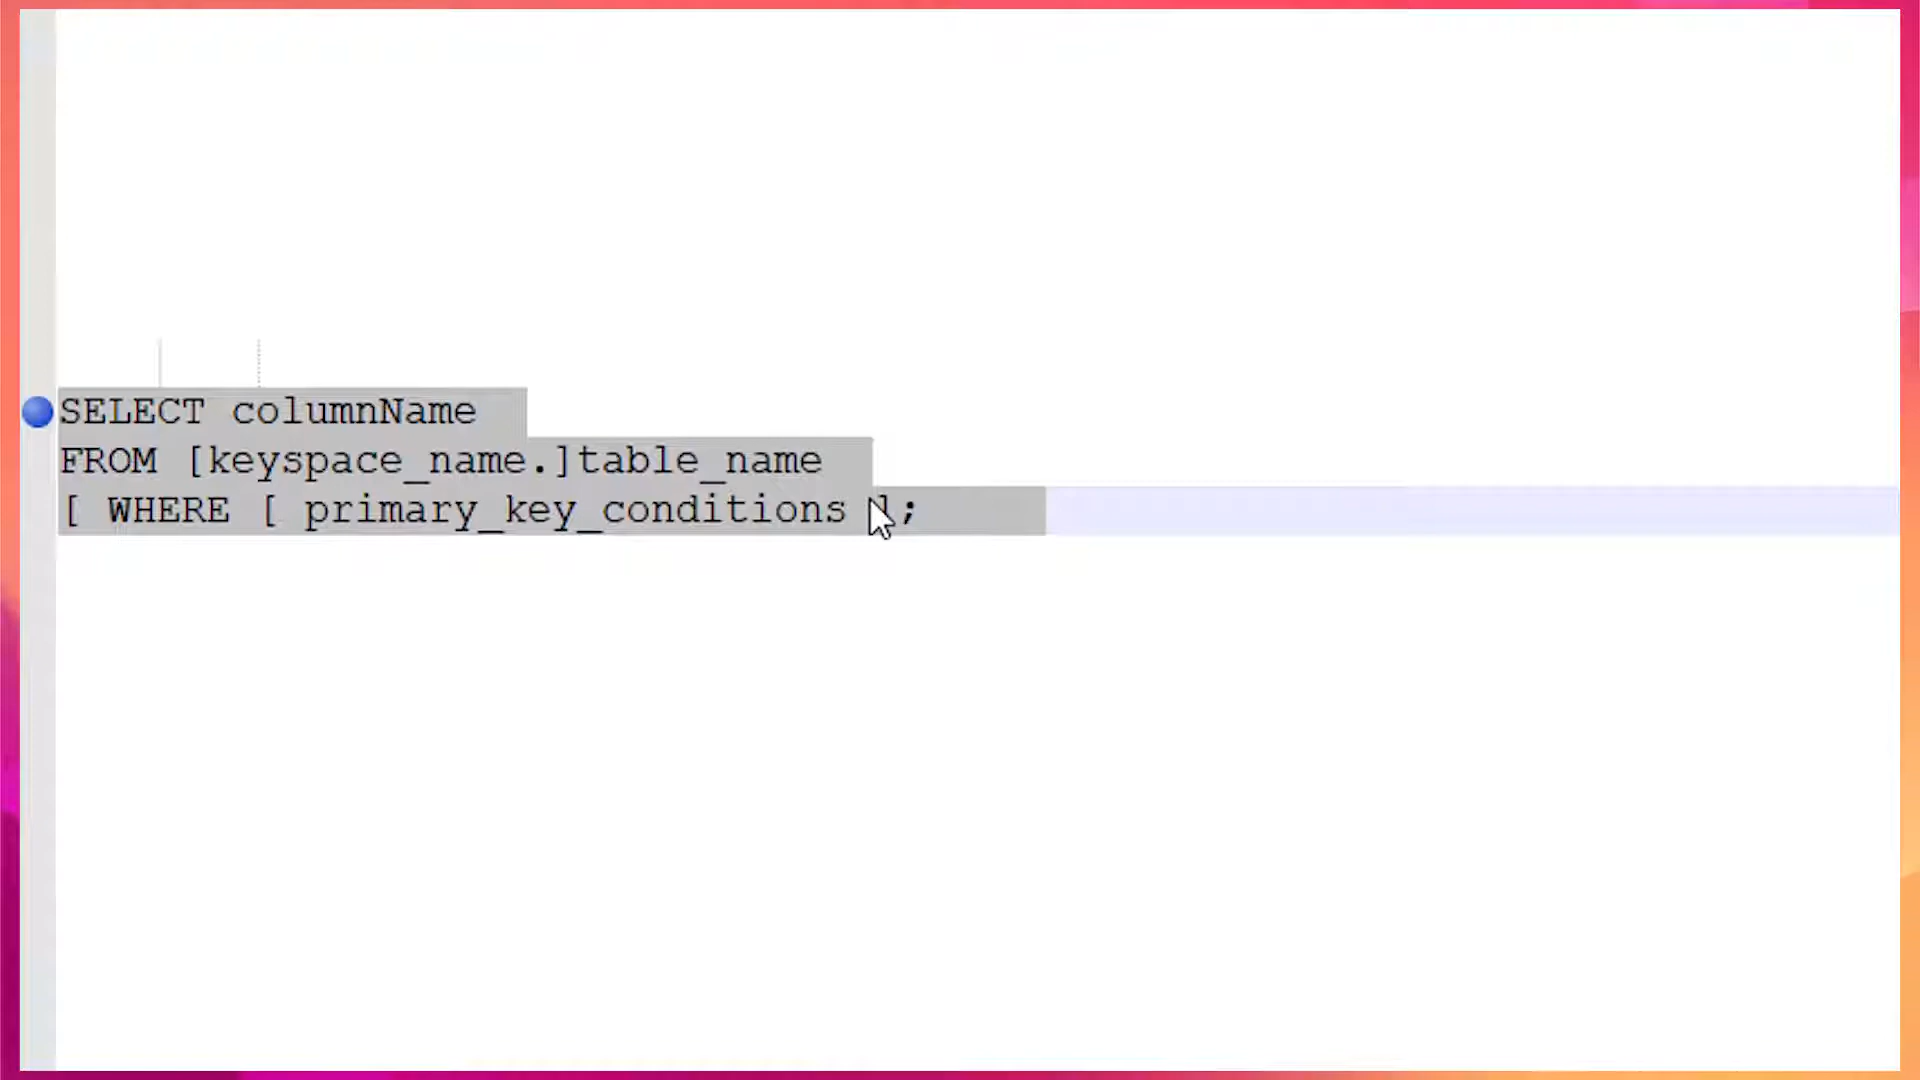 SELECT columnName
FROM [keyspace_name.]table_name
[ WHERE [ primary_key_conditions ];